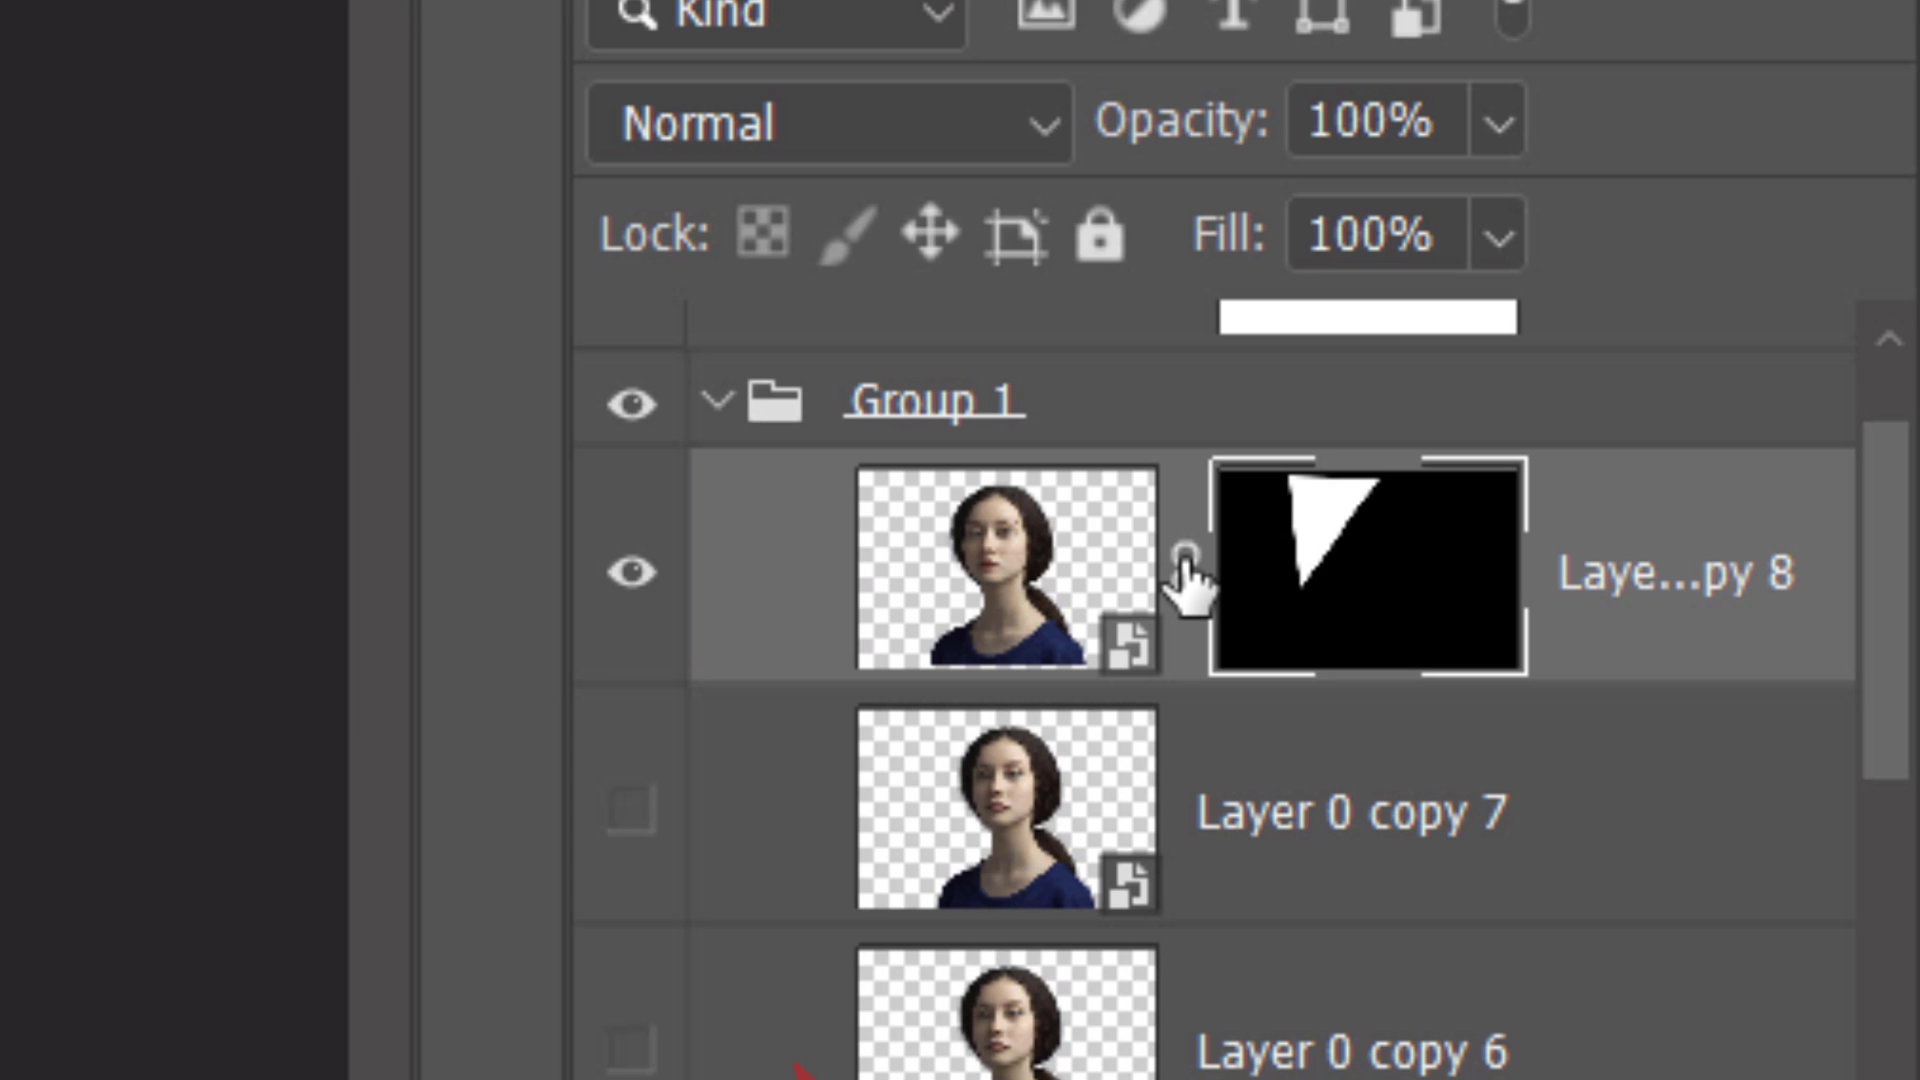 Kind
Normal Opacity: 100%
Lock: Fill: 100%
Group 1
Laye...py 8
Layer 0 copy 7
Layer 0 copy 6